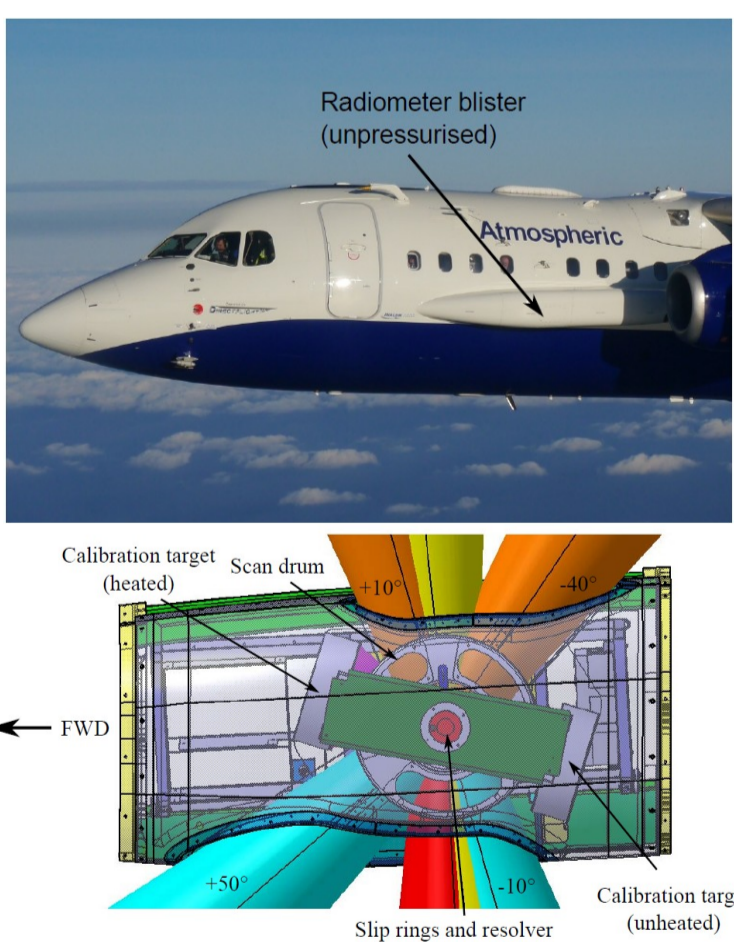 Radiometer blister
(unpressurised)
Atmospheric
Calibration target
(heated)
Scan drum
+10°
-40°
FWD
+50°
-10°
Calibration targ
(unheated)
Slip rings and resolver